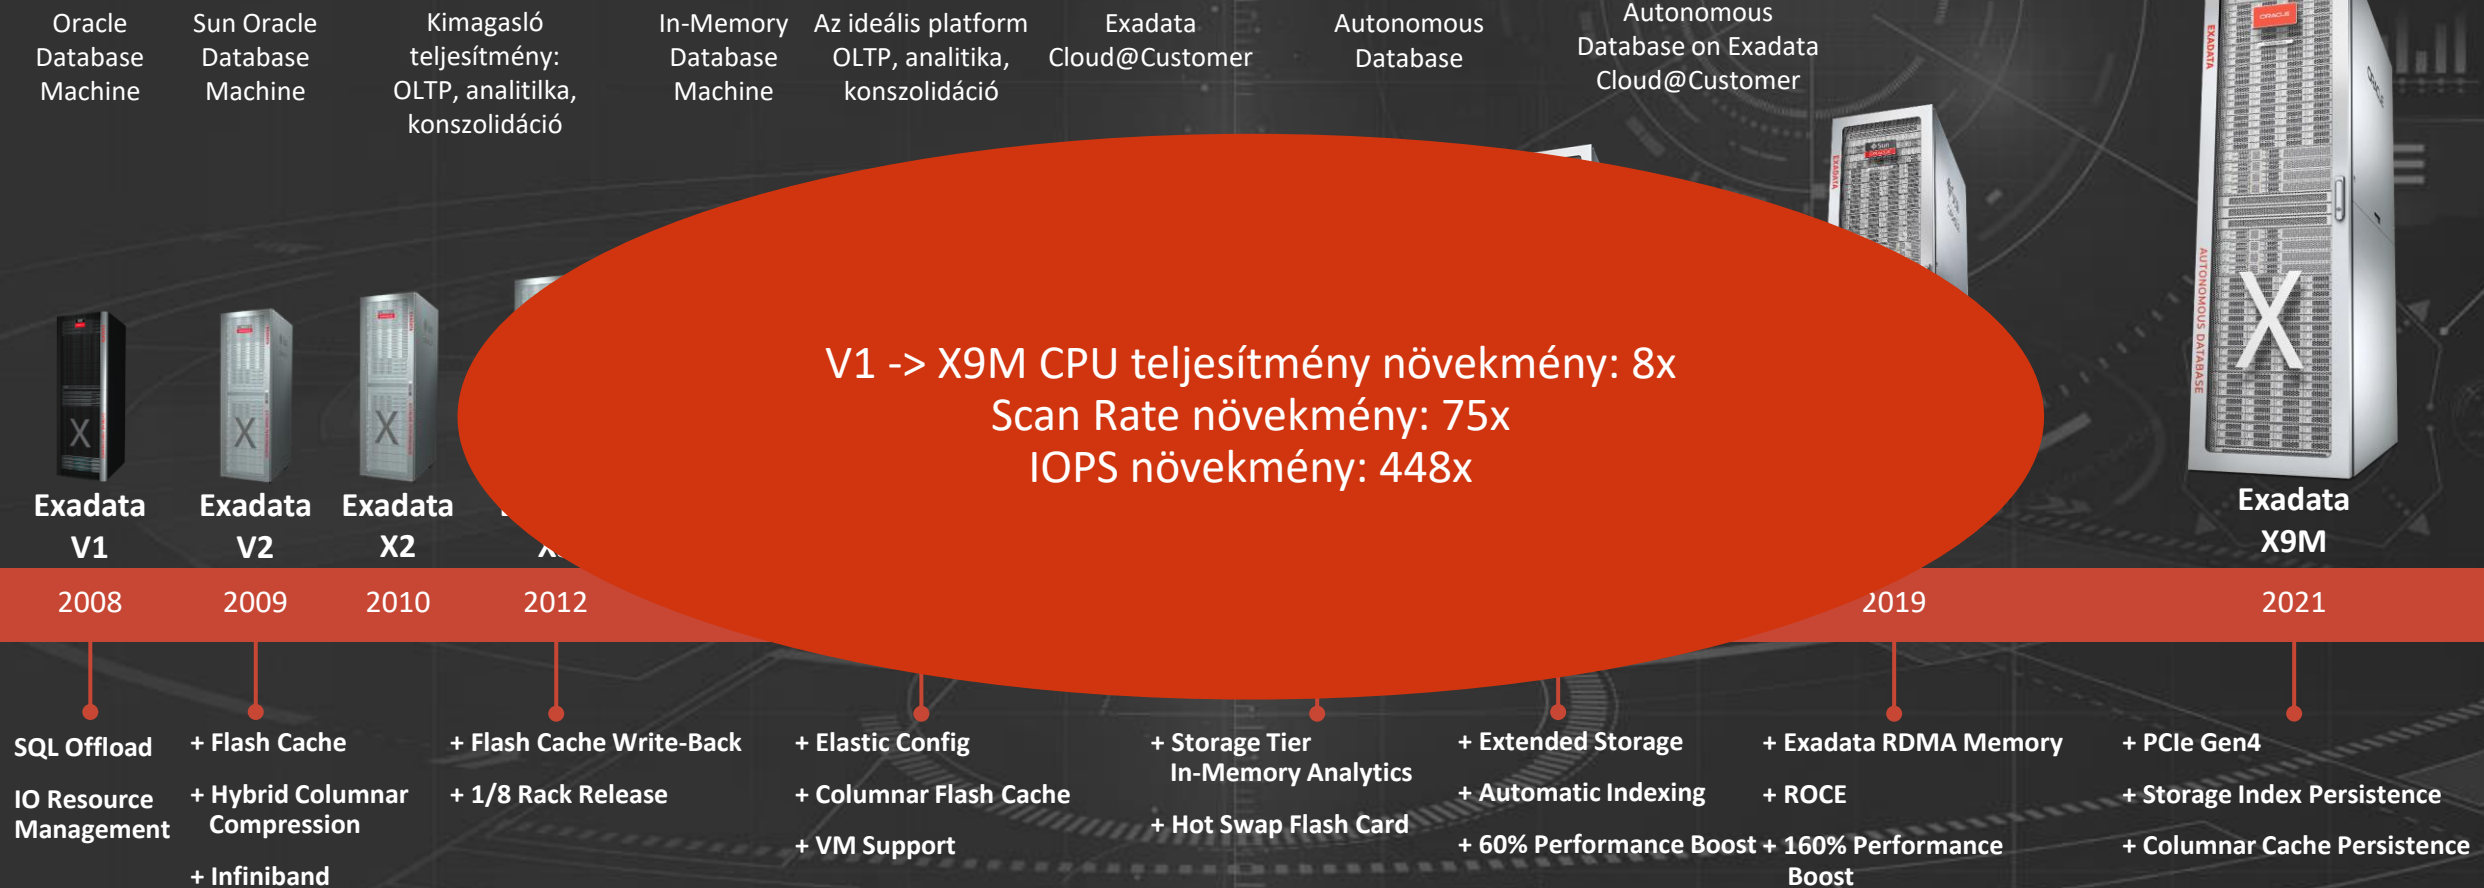 Oracle
Database
Machine
Sun Oracle
Database
Machine
Kimagasló
teljesítmény:
OLTP, analitilka,
konszolidáció
In-Memory
Database
Machine
Az ideális platform
OLTP, analitika,
konszolidáció
Exadata
Cloud@Customer
Autonomous
Database
Autonomous
Database on Exadata
Cloud@Customer
V1 -> X9M CPU teljesítmény növekmény: 8x
Scan Rate növekmény: 75x
IOPS növekmény: 448x
X
X
X
X
EXADATA
EXADATA
AUTONOMOUS DATABASE
ORACLE
Sun
Exadata
V1
Exadata
V2
Exadata
X2
Exadata
X9M
2008
2009
2010
2012
2019
2021
SQL Offload
IO Resource
Management
+ Flash Cache
+ Hybrid Columnar
Compression
+ Infiniband
+ Flash Cache Write-Back
+ 1/8 Rack Release
+ Elastic Config
+ Columnar Flash Cache
+ VM Support
+ Storage Tier
In-Memory Analytics
+ Hot Swap Flash Card
+ Extended Storage
+ Automatic Indexing
+ 60% Performance Boost
+ Exadata RDMA Memory
+ ROCE
+ 160% Performance
Boost
+ PCIe Gen4
+ Storage Index Persistence
+ Columnar Cache Persistence